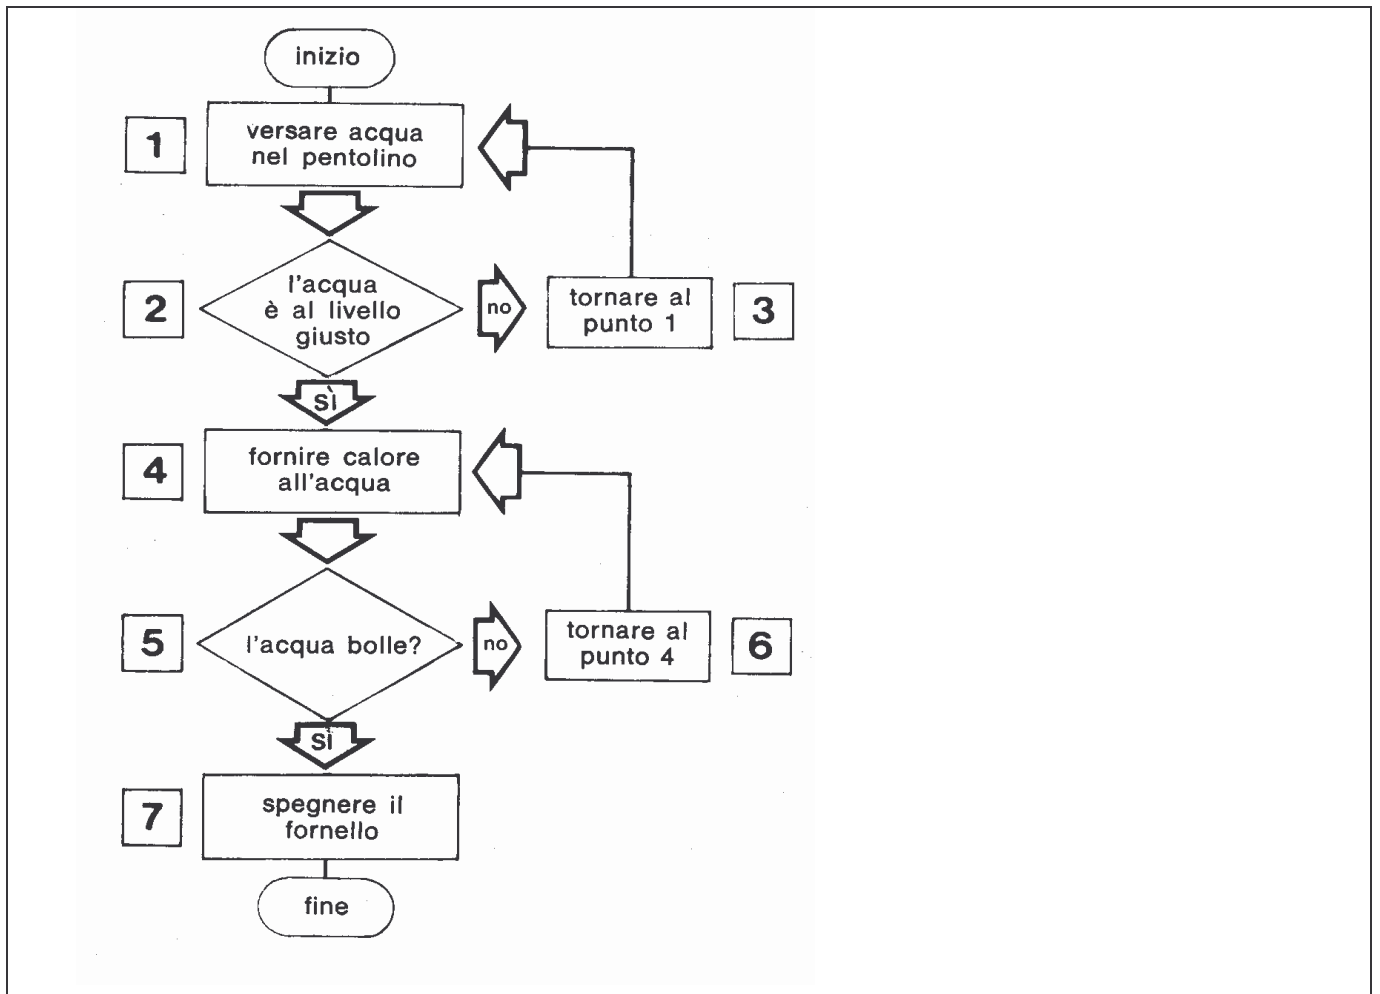 inizio
1
versare acqua
nel pentolino
2
l'acqua
è al livello
giusto
no
tornare al
punto 1
3
SÌ
4
fornire calore
all'acqua
5
l'acqua bolle?
no
tornare al
punto 4
6
SÌ
7
spegnere il
fornello
fine